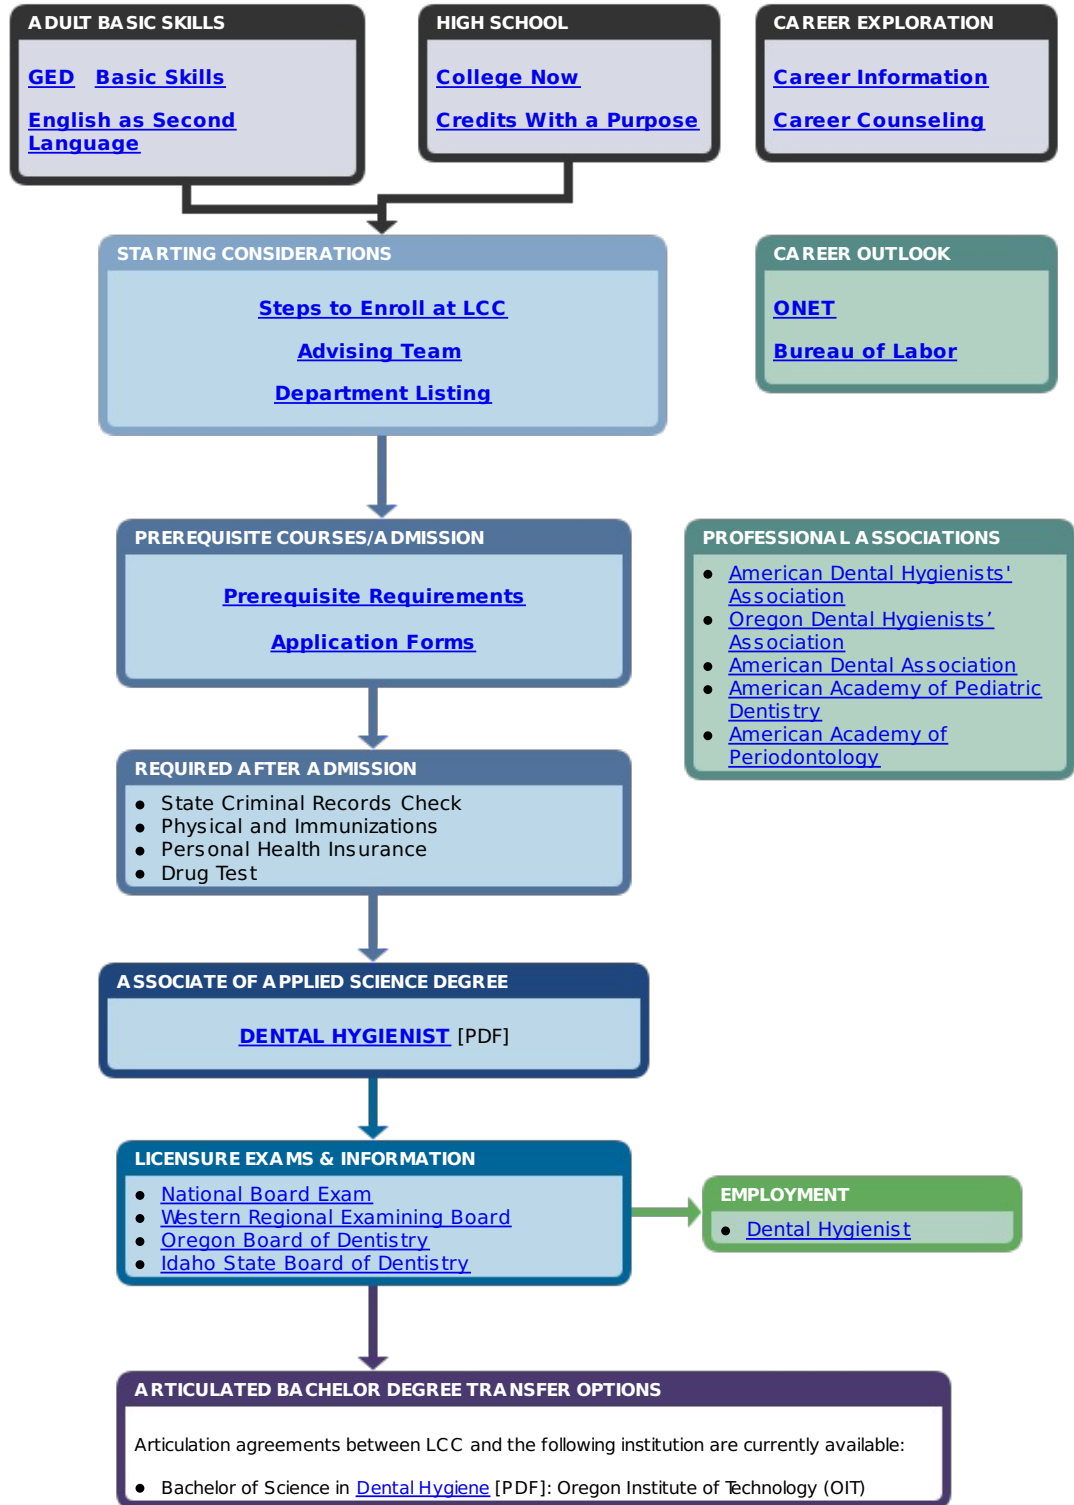 ADULT BASIC SKILLS
GED Basic Skills
English as Second
Language
HIGH SCHOOL
College Now
Credits With a Purpose
CAREER EXPLORATION
Career Information
Career Counseling
STARTING CONSIDERATIONS
Steps to Enroll at LCC
Advising Team
Department Listing
CAREER OUTLOOK
ONET
Bureau of Labor
PREREQUISITE COURSES/ADMISSION
Prerequisite Requirements
Application Forms
PROFESSIONAL ASSOCIATIONS
● American Dental Hygienists'
Association
● Oregon Dental Hygienists’
Association
● American Dental Association
● American Academy of Pediatric
Dentistry
● American Academy of
Periodontology
REQUIRED AFTER ADMISSION
● State Criminal Records Check
● Physical and Immunizations
● Personal Health Insurance
● Drug Test
ASSOCIATE OF APPLIED SCIENCE DEGREE
DENTAL HYGIENIST [PDF]
LICENSURE EXAMS & INFORMATION
● National Board Exam
● Western Regional Examining Board
● Oregon Board of Dentistry
● Idaho State Board of Dentistry
EMPLOYMENT
● Dental Hygienist
ARTICULATED BACHELOR DEGREE TRANSFER OPTIONS
Articulation agreements between LCC and the following institution are currently available:
● Bachelor of Science in Dental Hygiene [PDF]: Oregon Institute of Technology (OIT)